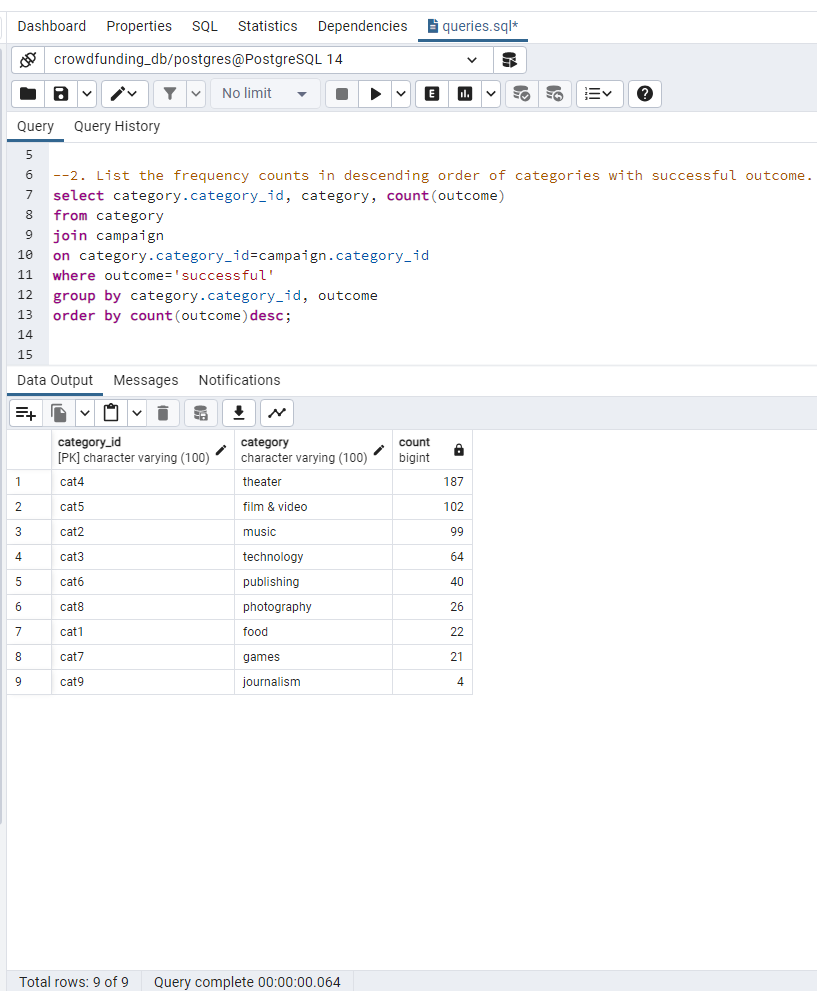 Dashboard Properties SQL Statistics Dependencies queries.sql*
crowdfunding_db/postgres@PostgreSQL 14
No limit E
Query Query History
5
6 --2. List the frequency counts in descending order of categories with successful outcome.
7 select category.category_id, category, count(outcome)
8 from category
9 join campaign
10 on category.category_id=campaign.category_id
11 where outcome='successful'
12 group by category.category_id, outcome
13 order by count(outcome)desc;
14
15
Data Output Messages Notifications
category_id category count
[PK] character varying (100) character varying (100) bigint
1 cat4 theater 187
2 cat5 film & video 102
3 cat2 music 99
4 cat3 technology 64
5 cat6 publishing 40
6 cat8 photography 26
7 cat1 food 22
8 cat7 games 21
9 cat9 journalism 4
Total rows: 9 of 9 Query complete 00:00:00.064